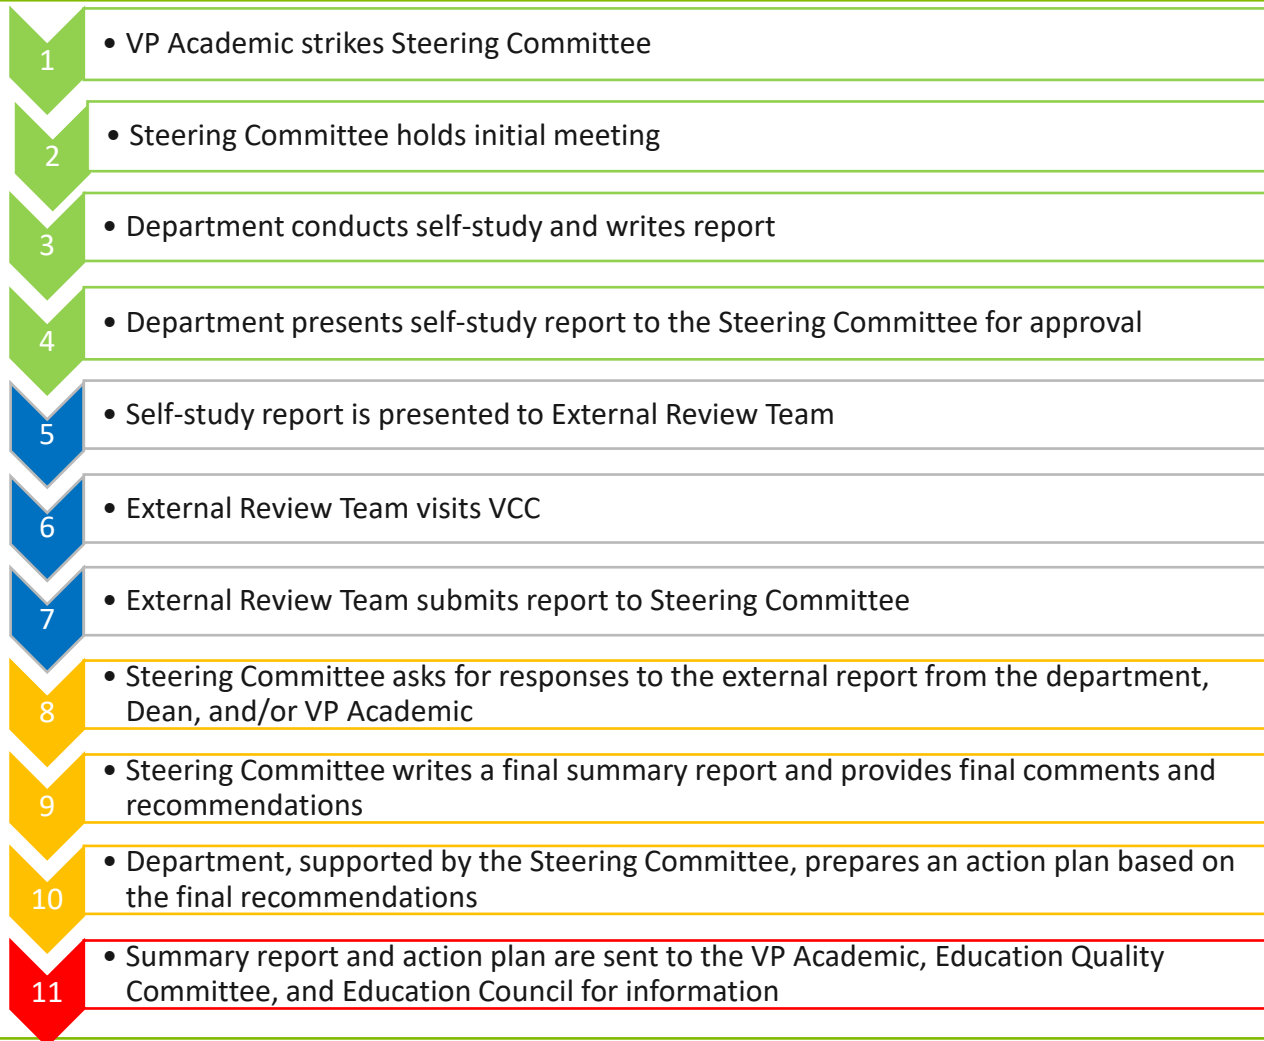 1
• VP Academic strikes Steering Committee
2
• Steering Committee holds initial meeting
3
• Department conducts self-study and writes report
4
• Department presents self-study report to the Steering Committee for approval
5
• Self-study report is presented to External Review Team
6
• External Review Team visits VCC
7
• External Review Team submits report to Steering Committee
8
• Steering Committee asks for responses to the external report from the department,
Dean, and/or VP Academic
9
• Steering Committee writes a final summary report and provides final comments and
recommendations
10
• Department, supported by the Steering Committee, prepares an action plan based on
the final recommendations
11
• Summary report and action plan are sent to the VP Academic, Education Quality
Committee, and Education Council for information